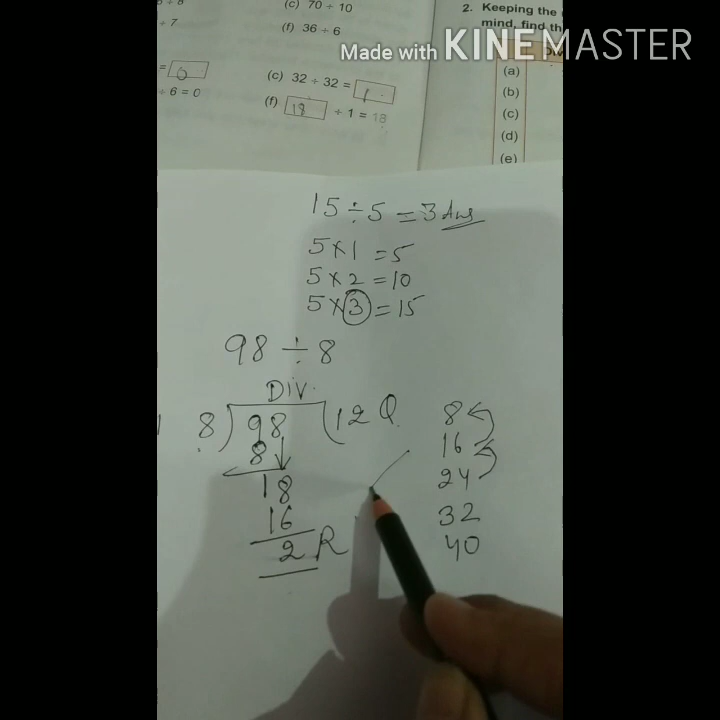 (c) 70 ÷ 10
÷ 7
(f) 36 ÷ 6
2. Keeping the
mind, find th
Made with KINEMASTER
= 0
(c) 32 ÷ 32 = 1
÷ 6 = 0
(f) 18 ÷ 1 = 18
(a)
(b)
(c)
(d)
(e)
15 ÷ 5 = 3 Ans
5 × 1 = 5
5 × 2 = 10
5 × 3 = 15
98 ÷ 8
Div.
8) 98 (12 Q
8
18
16
2 R
8
16
24
32
40